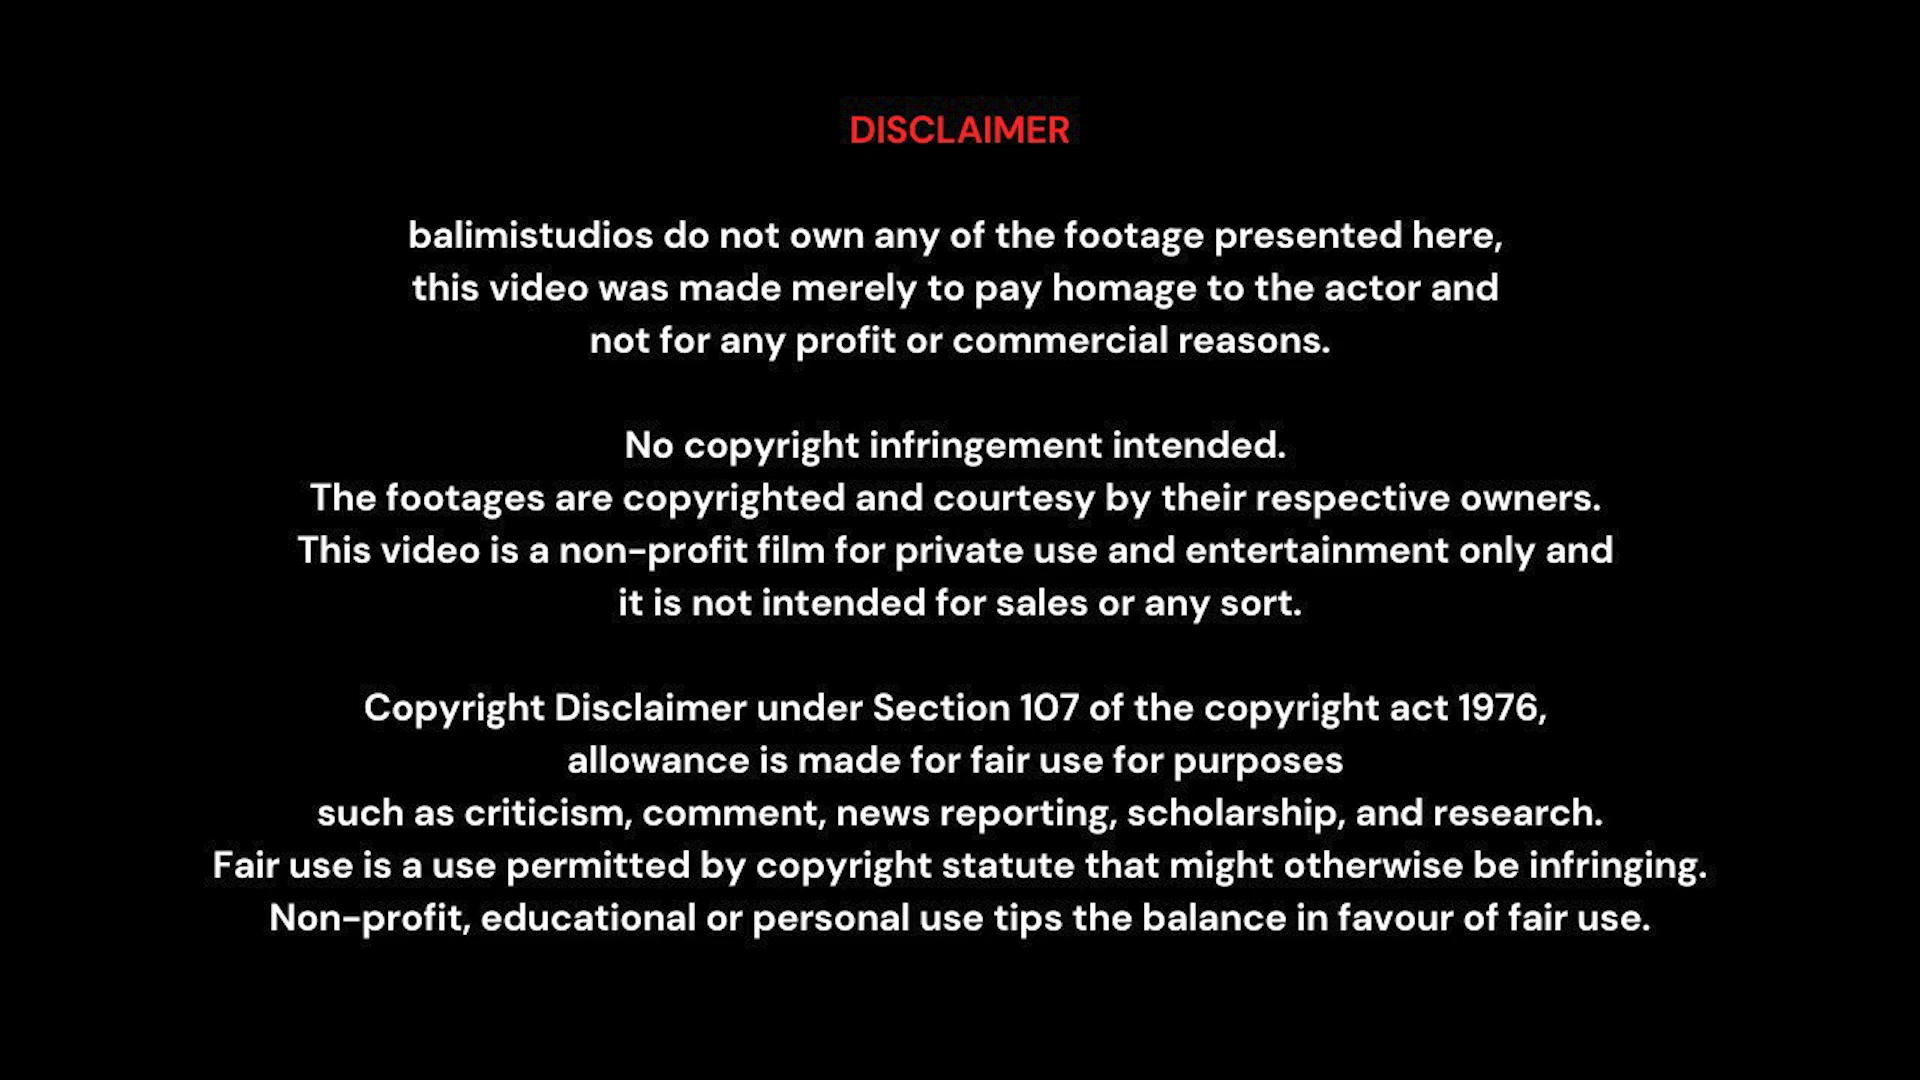 DISCLAIMER
balimistudios do not own any of the footage presented here,
this video was made merely to pay homage to the actor and
not for any profit or commercial reasons.
No copyright infringement intended.
The footages are copyrighted and courtesy by their respective owners.
This video is a non-profit film for private use and entertainment only and
it is not intended for sales or any sort.
Copyright Disclaimer under Section 107 of the copyright act 1976,
allowance is made for fair use for purposes
such as criticism, comment, news reporting, scholarship, and research.
Fair use is a use permitted by copyright statute that might otherwise be infringing.
Non-profit, educational or personal use tips the balance in favour of fair use.